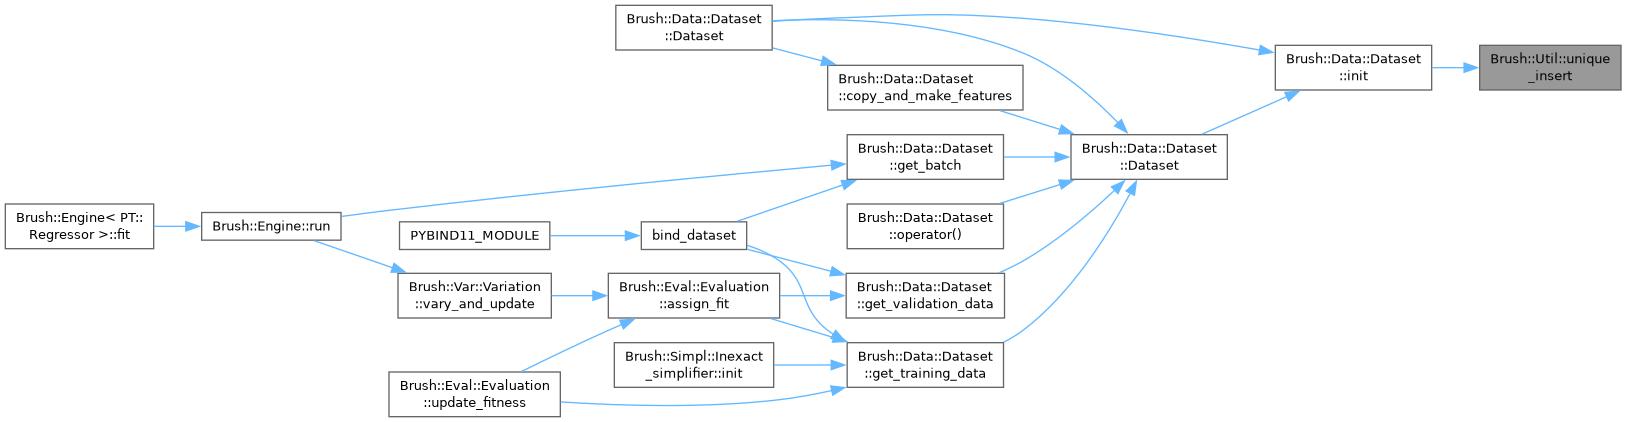 Brush::Data::Dataset
::Dataset
Brush::Data::Dataset
::init
Brush::Util::unique
_insert
Brush::Data::Dataset
::copy_and_make_features
Brush::Data::Dataset
::get_batch
Brush::Data::Dataset
::Dataset
Brush::Engine< PT::
Regressor >::fit
Brush::Engine::run
PYBIND11_MODULE
bind_dataset
Brush::Data::Dataset
::operator()
Brush::Var::Variation
::vary_and_update
Brush::Eval::Evaluation
::assign_fit
Brush::Data::Dataset
::get_validation_data
Brush::Simpl::Inexact
_simplifier::init
Brush::Data::Dataset
::get_training_data
Brush::Eval::Evaluation
::update_fitness